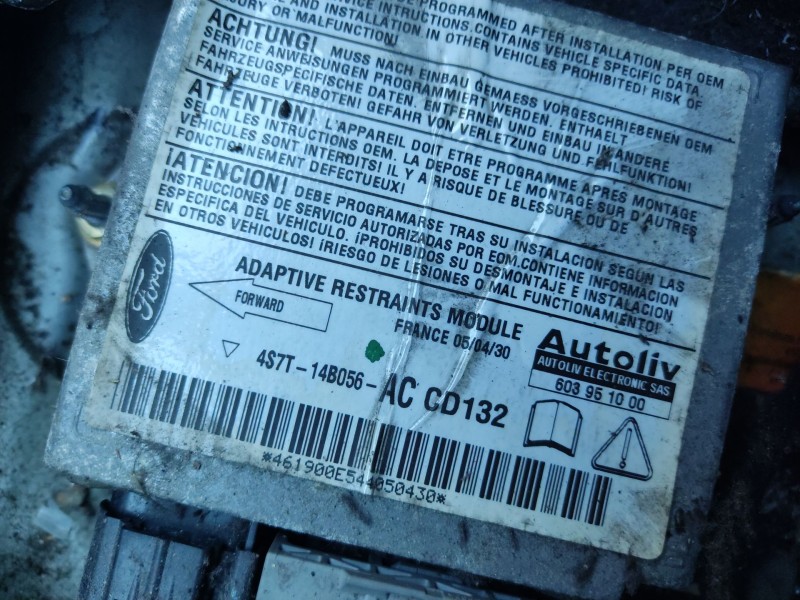 BE PROGRAMMED AFTER INSTALLATION PER OEM
SERVICE INSTRUCTIONS.CONTAINS VEHICLE SPECIFIC DATA.
AND INSTALLATION IN OTHER VEHICLES PROHIBITED! RISK OF
INJURY OR MALFUNCTION!
ACHTUNG! MUSS NACH EINBAU GEMAESS VORGESCHRIEBENEN OEM
SERVICE ANWEISUNGEN PROGRAMMIERT WERDEN, ENTHAELT
FAHRZEUGSPEZIFISCHE DATEN. ENTFERNEN UND EINBAU IN ANDERE
FAHRZEUGE VERBOTEN! GEFAHR VON VERLETZUNG UND FEHLFUNKTION!
ATTENTION! L'APPAREIL DOIT ETRE PROGRAMME APRES MONTAGE
SELON LES INTRUCTIONS OEM. LA DEPOSE ET LE MONTAGE SUR D'AUTRES
VEHICULES SONT INTERDITS! IL Y A RISQUE DE BLESSURE OU DE
FONCTIONNEMENT DEFECTUEUX!
¡ATENCION! DEBE PROGRAMARSE TRAS SU INSTALACION SEGUN LAS
INSTRUCCIONES DE SERVICIO AUTORIZADAS POR EOM.CONTIENE INFORMACION
ESPECIFICA DEL VEHICULO. ¡PROHIBIDOS SU DESMONTAJE E INSTALACION
EN OTROS VEHICULOS! ¡RIESGO DE LESIONES O MAL FUNCIONAMIENTO!
Ford
FORWARD
ADAPTIVE RESTRAINTS MODULE
FRANCE 05/04/30
4S7T-14B056-AC CD132
Autoliv
AUTOLIV ELECTRONIC SAS
603 95 10 00
*461900E544050430*